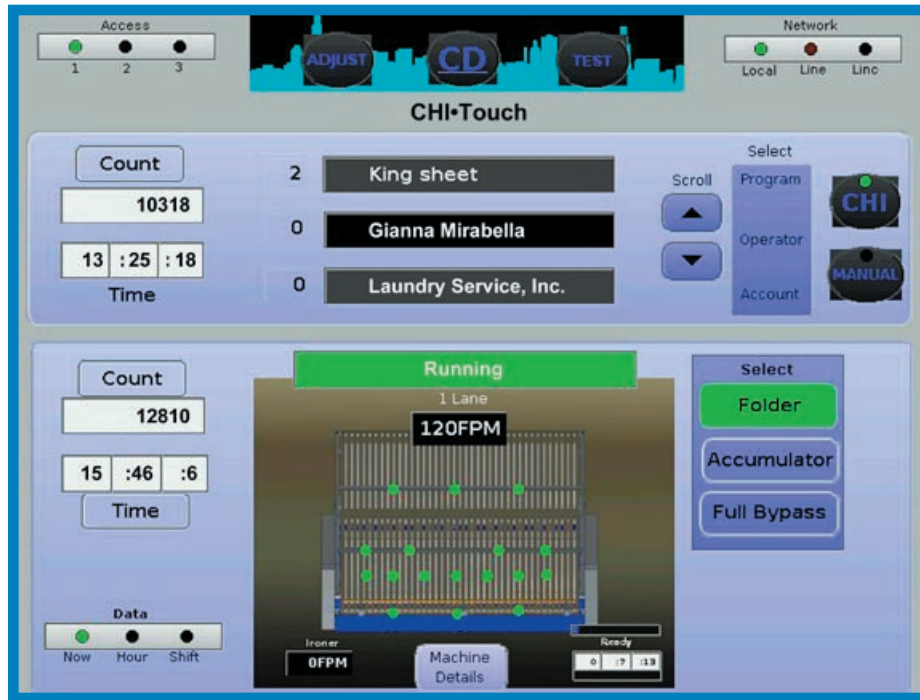 Access
1 2 3
ADJUST CD TEST
Network
Local Line Linc
CHI•Touch
Count
10318
13 :25 :18
Time
2 King sheet
0 Gianna Mirabella
0 Laundry Service, Inc.
Scroll
Select
Program
Operator
Account
CHI
MANUAL
Count
12810
15 :46 :6
Time
Data
Now Hour Shift
Running
1 Lane
120FPM
Ironer
0FPM
Machine
Details
Ready
0 :7 :13
Select
Folder
Accumulator
Full Bypass